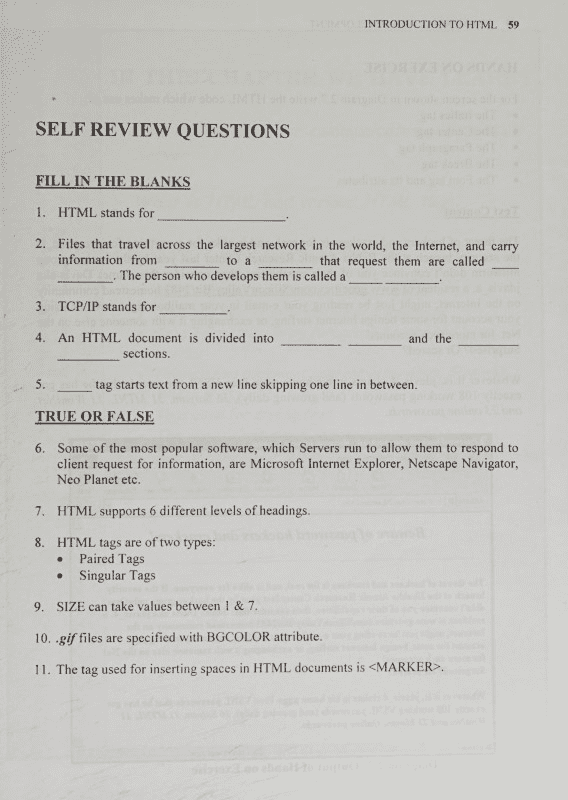 INTRODUCTION TO HTML 59
SELF REVIEW QUESTIONS
FILL IN THE BLANKS
1. HTML stands for ____________________.
2. Files that travel across the largest network in the world, the Internet, and carry
information from ________ to a ________ that request them are called ____
________. The person who develops them is called a _____ ________.
3. TCP/IP stands for __________.
4. An HTML document is divided into _________ ________ and the _________
_________ sections.
5. _____ tag starts text from a new line skipping one line in between.
TRUE OR FALSE
6. Some of the most popular software, which Servers run to allow them to respond to
client request for information, are Microsoft Internet Explorer, Netscape Navigator,
Neo Planet etc.
7. HTML supports 6 different levels of headings.
8. HTML tags are of two types:
• Paired Tags
• Singular Tags
9. SIZE can take values between 1 & 7.
10. .gif files are specified with BGCOLOR attribute.
11. The tag used for inserting spaces in HTML documents is <MARKER>.